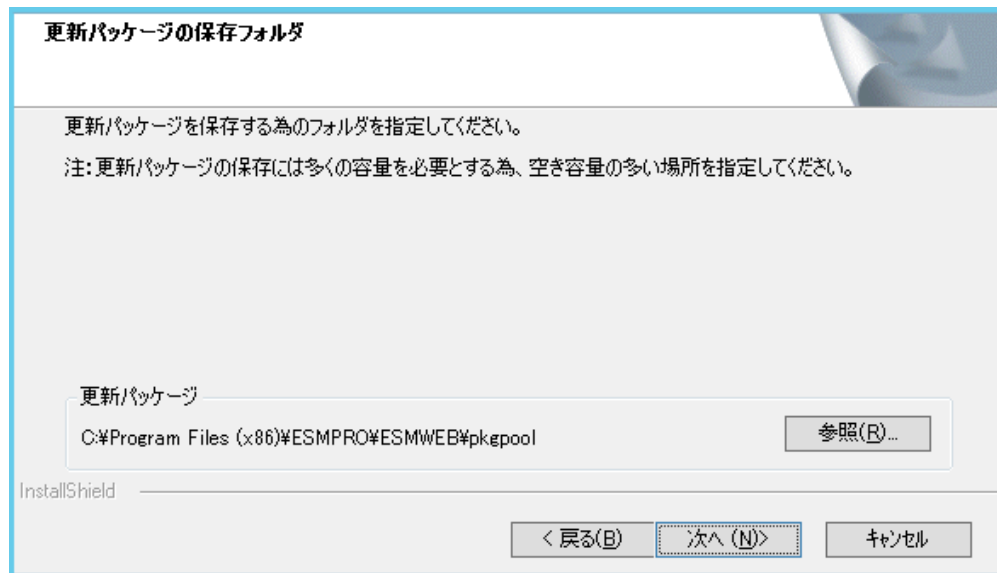 更新パッケージの保存フォルダ
更新パッケージを保存する為のフォルダを指定してください。
注：更新パッケージの保存には多くの容量を必要とする為、空き容量の多い場所を指定してください。
更新パッケージ
C:¥Program Files (x86)¥ESMPRO¥ESMWEB¥pkgpool
参照(R)...
InstallShield
< 戻る(B)
次へ (N)>
キャンセル